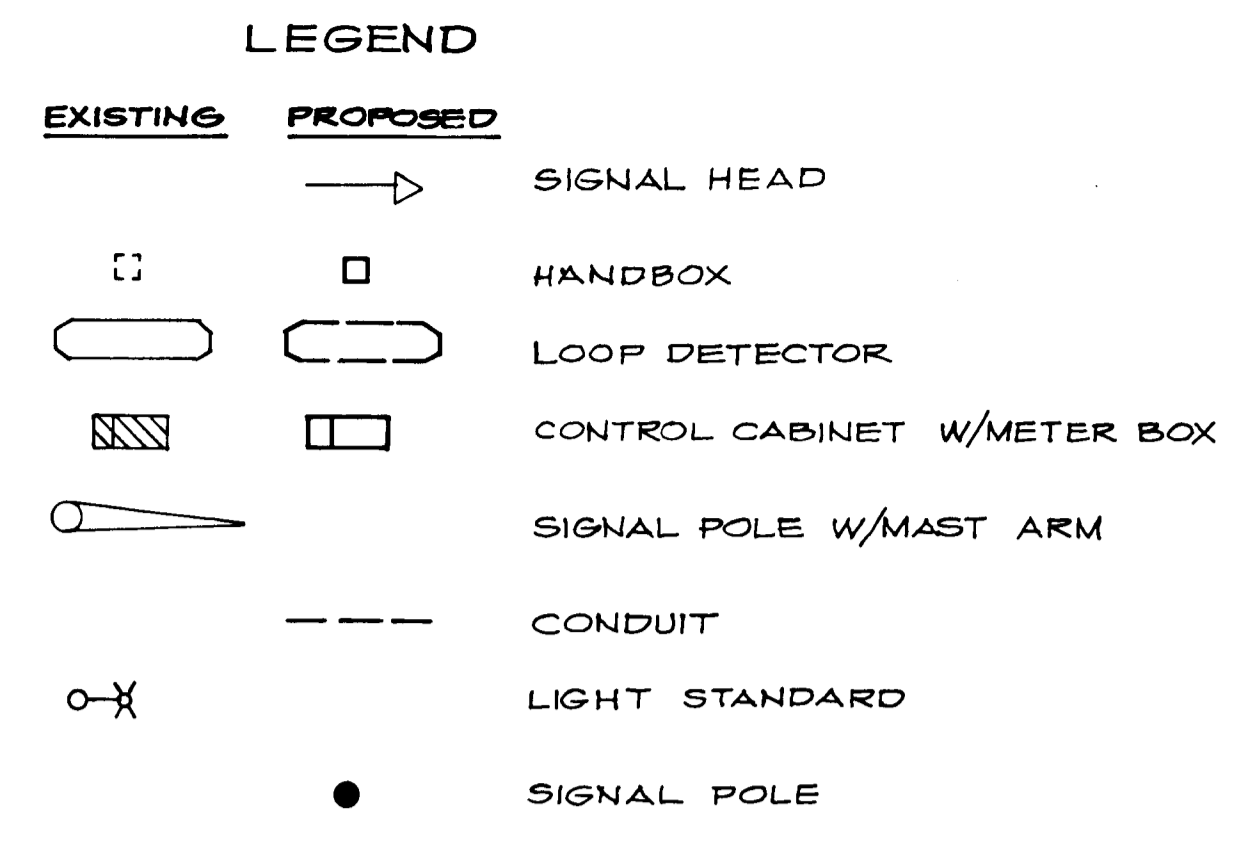 LEGEND
EXISTING PROPOSED
SIGNAL HEAD
HANDBOX
LOOP DETECTOR
CONTROL CABINET W/METER BOX
SIGNAL POLE W/MAST ARM
CONDUIT
LIGHT STANDARD
SIGNAL POLE